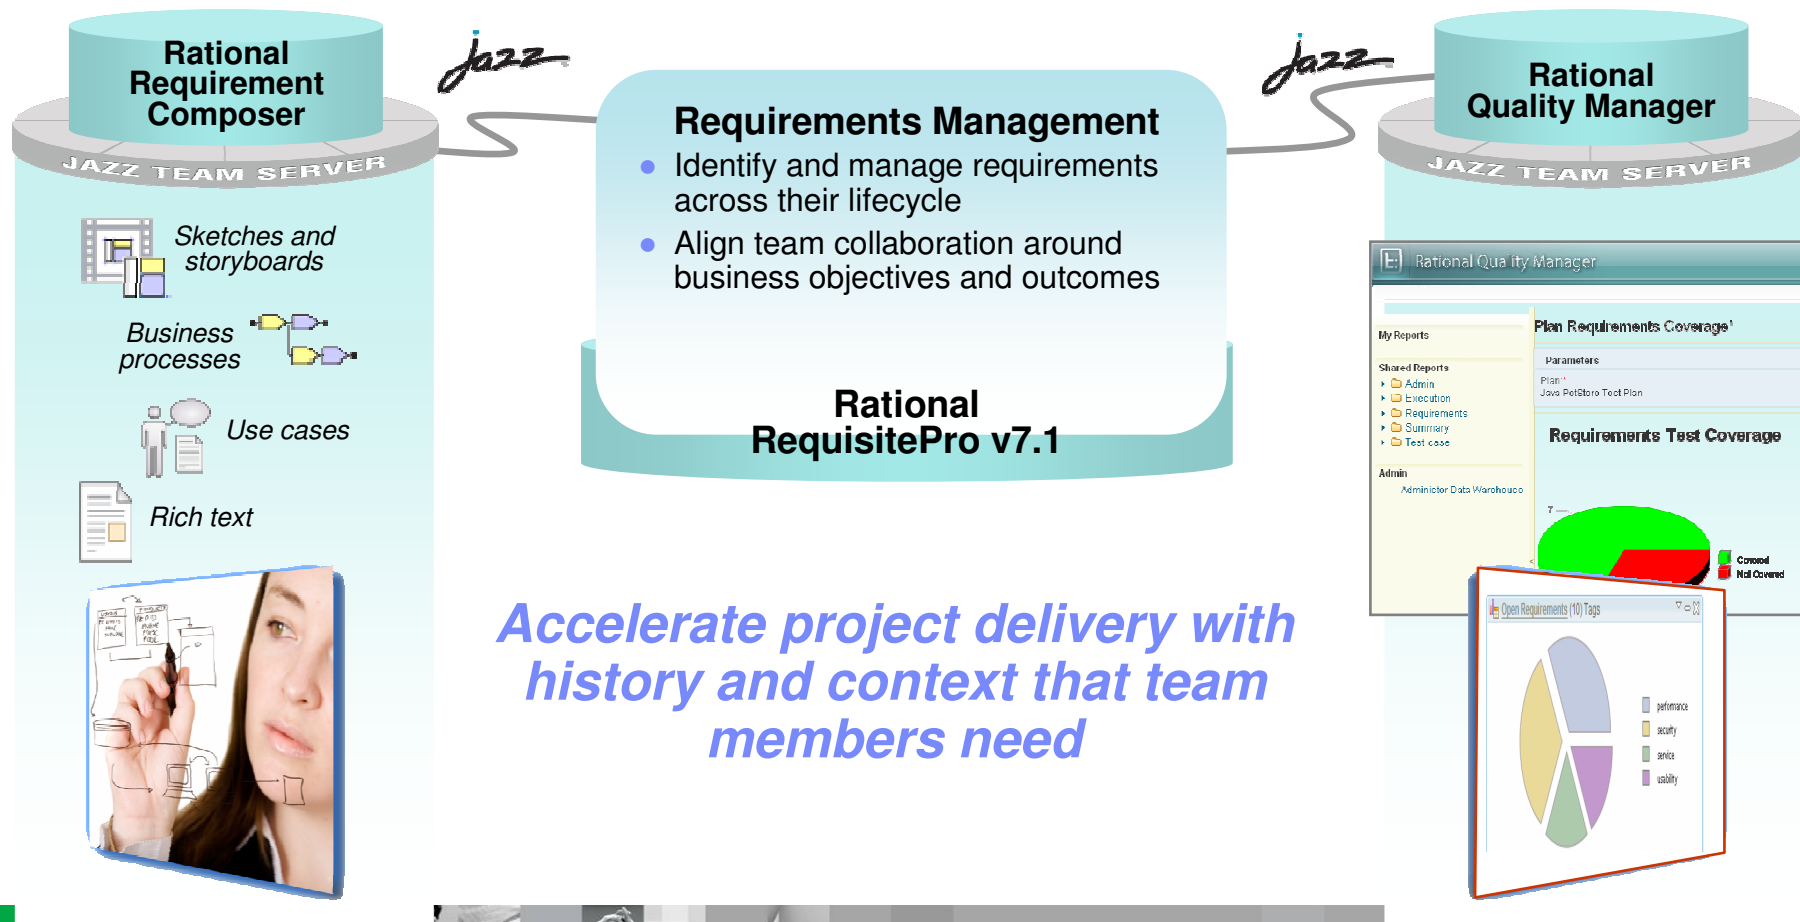 Rational
Requirement
Composer
JAZZ TEAM SERVER
Sketches and
storyboards
Business
processes
Use cases
Rich text
jazz
Requirements Management
Identify and manage requirements
across their lifecycle
Align team collaboration around
business objectives and outcomes
Rational
RequisitePro v7.1
Accelerate project delivery with
history and context that team
members need
jazz
Rational
Quality Manager
JAZZ TEAM SERVER
Rational Quality Manager
My Reports
Shared Reports
Admin
Execution
Requirements
Summary
Test case
Admin
Administer Data Warehouse
Plan Requirements Coverage
Parameters
Plan
Java PetStore Test Plan
Requirements Test Coverage
7
Covered
Not Covered
Open Requirements (10) Tags
performance
security
service
usability